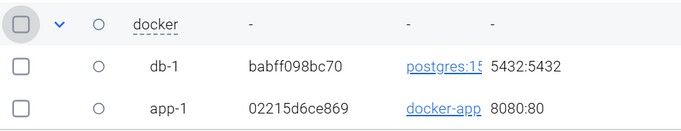 docker - - -
db-1 babff098bc70 postgres:15 5432:5432
app-1 02215d6ce869 docker-app 8080:80